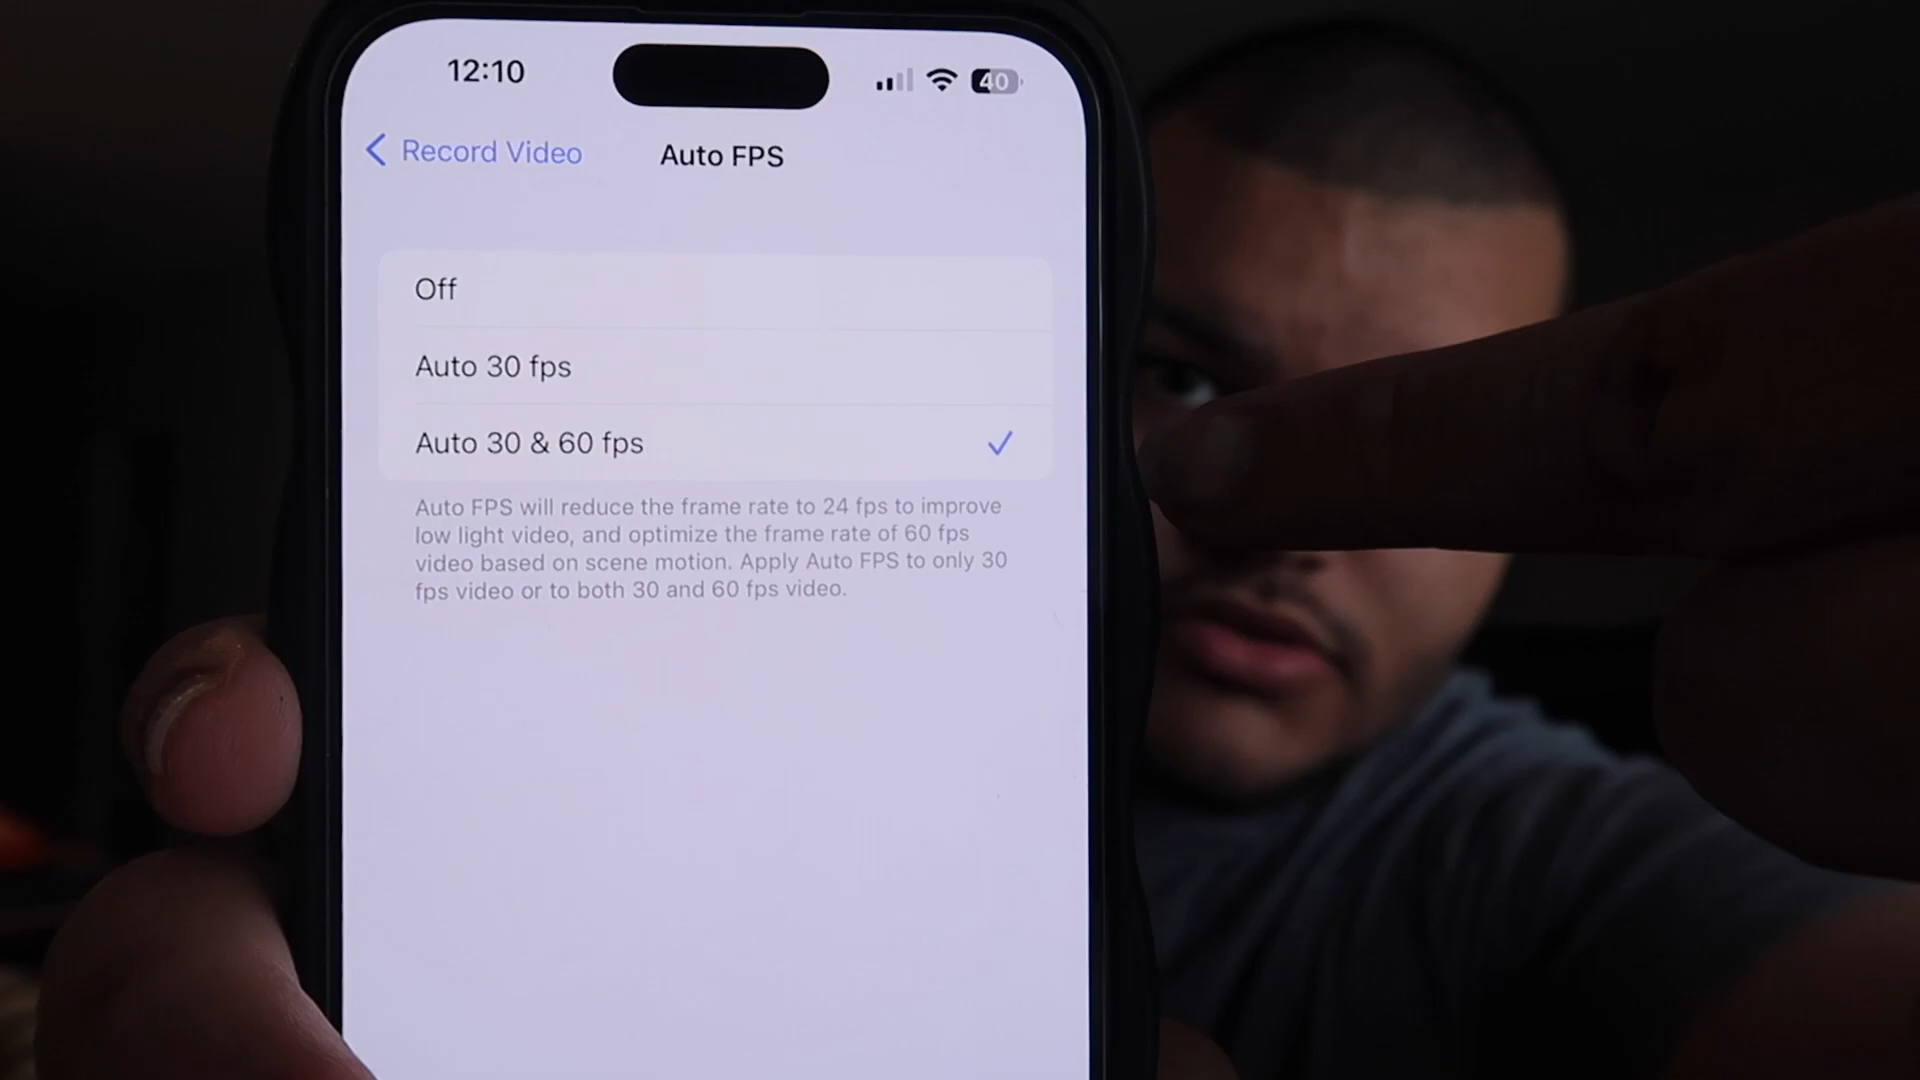 12:10
40
Record Video
Auto FPS
Off
Auto 30 fps
Auto 30 & 60 fps
Auto FPS will reduce the frame rate to 24 fps to improve
low light video, and optimize the frame rate of 60 fps
video based on scene motion. Apply Auto FPS to only 30
fps video or to both 30 and 60 fps video.